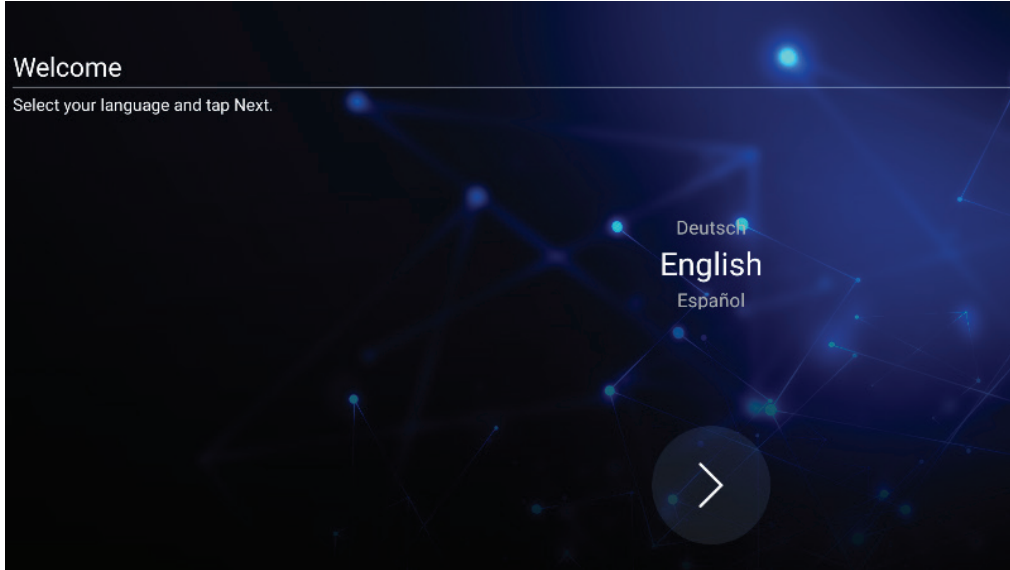 Welcome
Select your language and tap Next.
Deutsch
English
Español